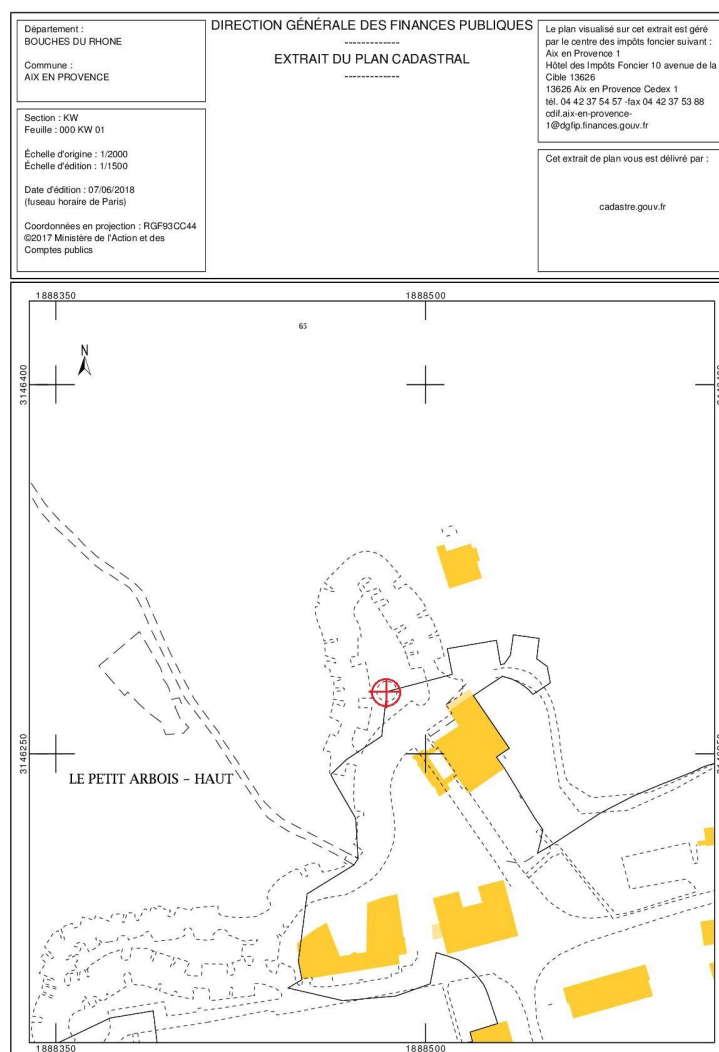 Département :
BOUCHES DU RHONE
Commune :
AIX EN PROVENCE
Section : KW
Feuille : 000 KW 01
Échelle d'origine : 1/2000
Échelle d'édition : 1/1500
Date d'édition : 07/06/2018
(fuseau horaire de Paris)
Coordonnées en projection : RGF93CC44
©2017 Ministère de l'Action et des
Comptes publics
DIRECTION GÉNÉRALE DES FINANCES PUBLIQUES
-------------
EXTRAIT DU PLAN CADASTRAL
-------------
Le plan visualisé sur cet extrait est géré
par le centre des impôts foncier suivant :
Aix en Provence 1
Hôtel des Impôts Foncier 10 avenue de la
Cible 13626
13626 Aix en Provence Cedex 1
tél. 04 42 37 54 57 -fax 04 42 37 53 88
cdif.aix-en-provence-
1@dgfip.finances.gouv.fr
Cet extrait de plan vous est délivré par :
cadastre.gouv.fr
1888350
1888500
65
N
3146400
3146400
3146250
3146250
LE PETIT ARBOIS - HAUT
1888350
1888500